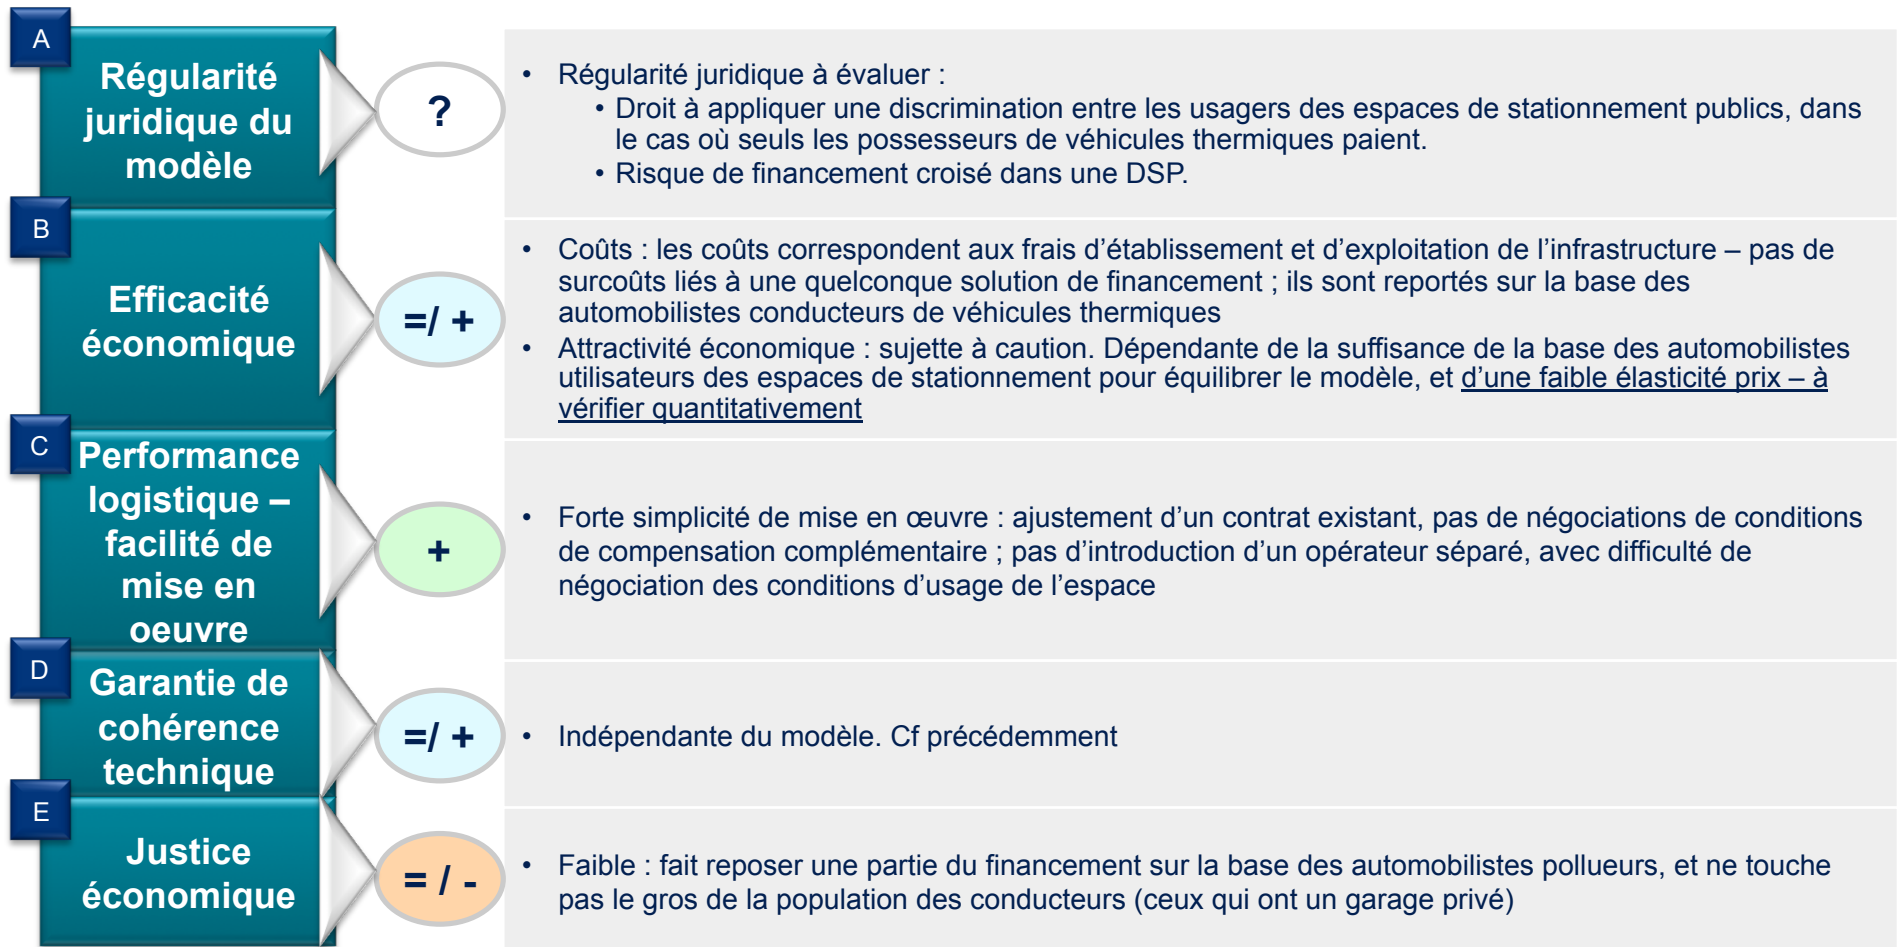 A
Régularité
juridique du
modèle
?
• Régularité juridique à évaluer :
• Droit à appliquer une discrimination entre les usagers des espaces de stationnement publics, dans
le cas où seuls les possesseurs de véhicules thermiques paient.
• Risque de financement croisé dans une DSP.
B
Efficacité
économique
=/ +
• Coûts : les coûts correspondent aux frais d’établissement et d’exploitation de l’infrastructure – pas de
surcoûts liés à une quelconque solution de financement ; ils sont reportés sur la base des
automobilistes conducteurs de véhicules thermiques
• Attractivité économique : sujette à caution. Dépendante de la suffisance de la base des automobilistes
utilisateurs des espaces de stationnement pour équilibrer le modèle, et d’une faible élasticité prix – à
vérifier quantitativement
C
Performance
logistique –
facilité de
mise en
oeuvre
+
• Forte simplicité de mise en œuvre : ajustement d’un contrat existant, pas de négociations de conditions
de compensation complémentaire ; pas d’introduction d’un opérateur séparé, avec difficulté de
négociation des conditions d’usage de l’espace
D
Garantie de
cohérence
technique
=/ +
• Indépendante du modèle. Cf précédemment
E
Justice
économique
= / -
• Faible : fait reposer une partie du financement sur la base des automobilistes pollueurs, et ne touche
pas le gros de la population des conducteurs (ceux qui ont un garage privé)